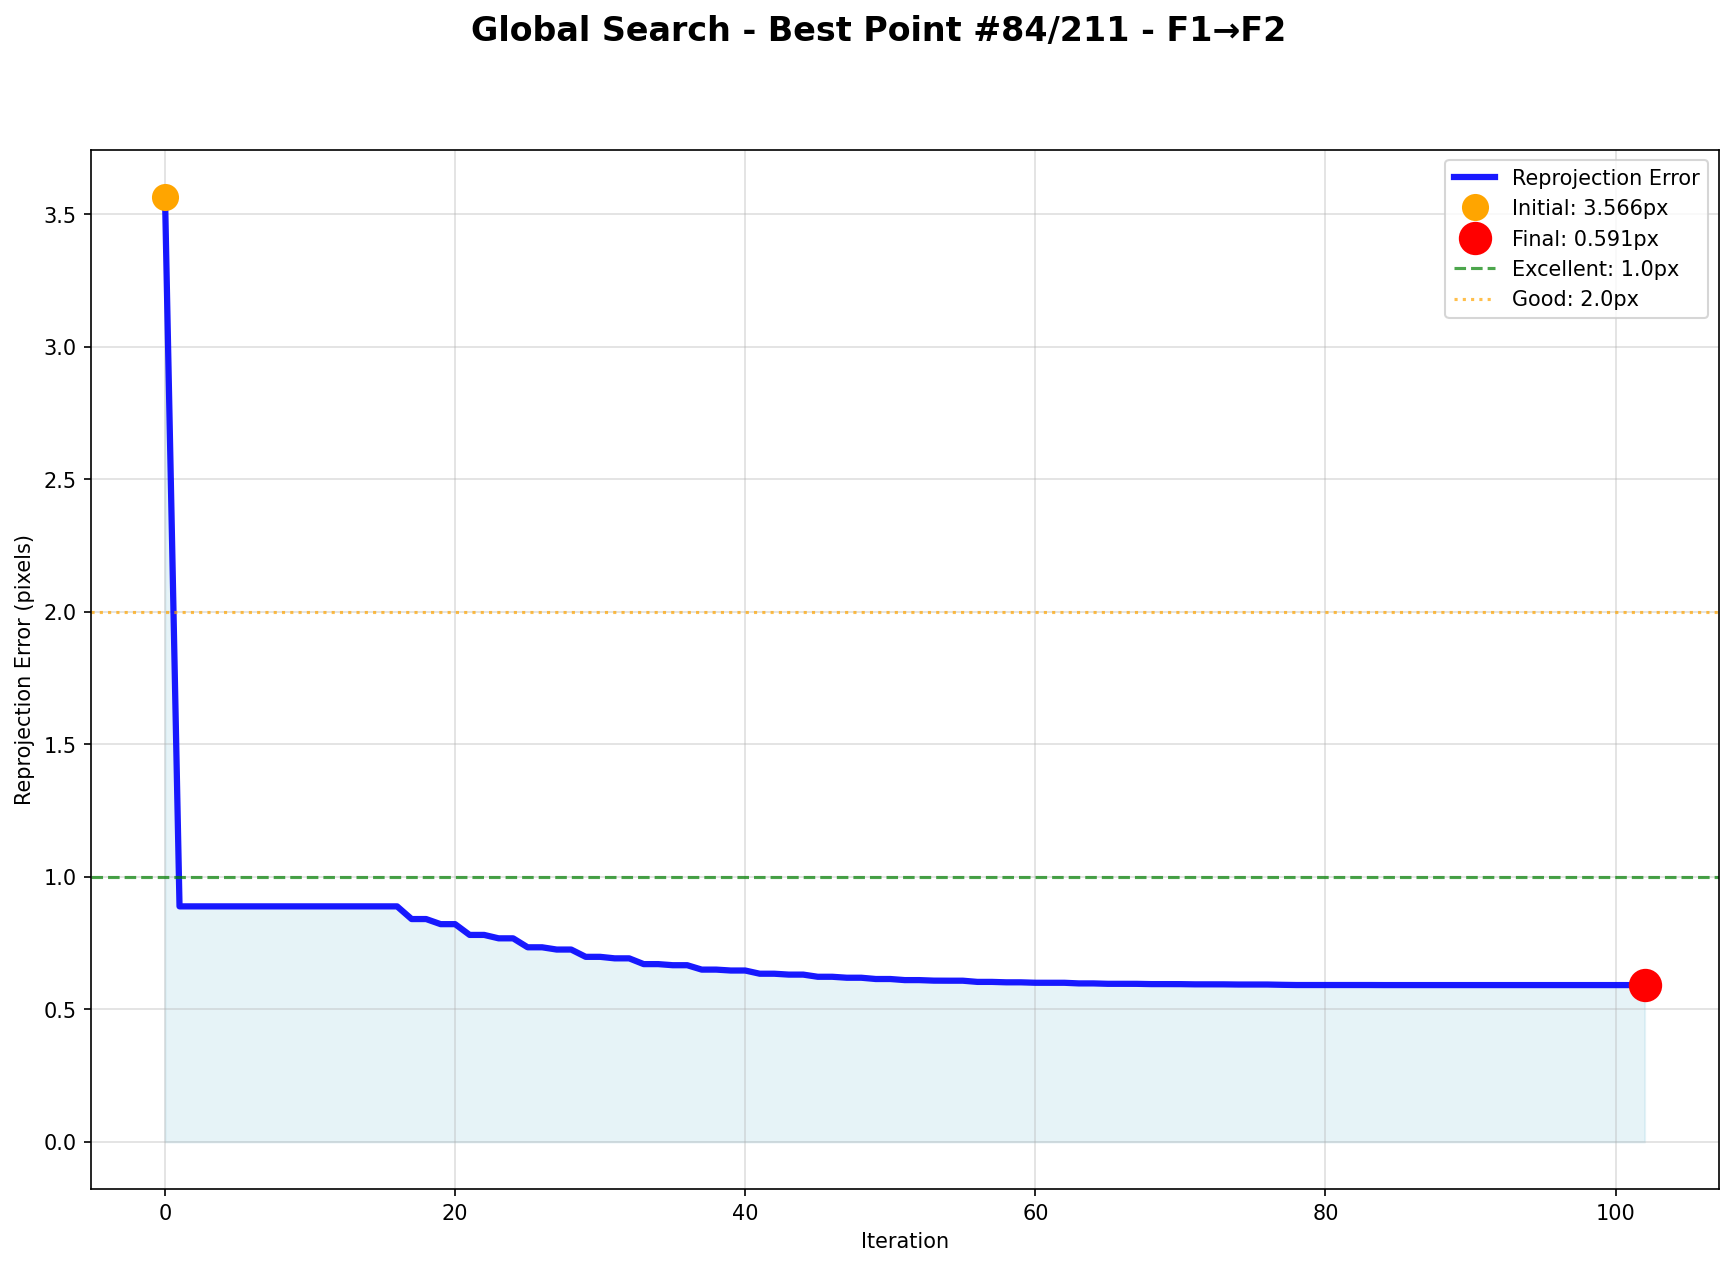 Global Search - Best Point #84/211 - F1→F2
Reprojection Error
Initial: 3.566px
Final: 0.591px
Excellent: 1.0px
Good: 2.0px
Reprojection Error (pixels)
3.5
3.0
2.5
2.0
1.5
1.0
0.5
0.0
0 20 40 60 80 100
Iteration